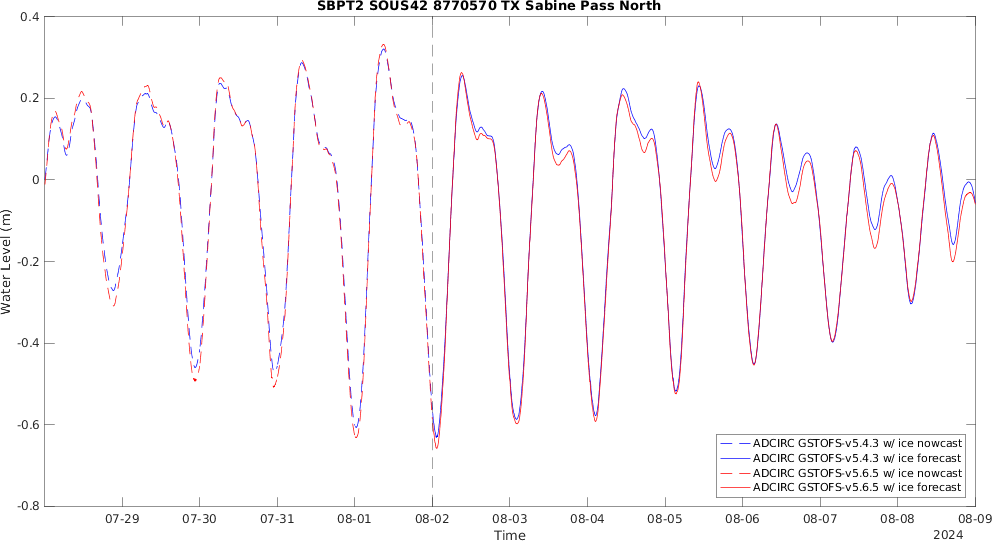 SBPT2 SOUS42 8770570 TX Sabine Pass North
0.4
0.2
0
-0.2
-0.4
-0.6
-0.8
Water Level (m)
ADCIRC GSTOFS-v5.4.3 w/ ice nowcast
ADCIRC GSTOFS-v5.4.3 w/ ice forecast
ADCIRC GSTOFS-v5.6.5 w/ ice nowcast
ADCIRC GSTOFS-v5.6.5 w/ ice forecast
07-29 07-30 07-31 08-01 08-02 08-03 08-04 08-05 08-06 08-07 08-08 08-09
Time
2024